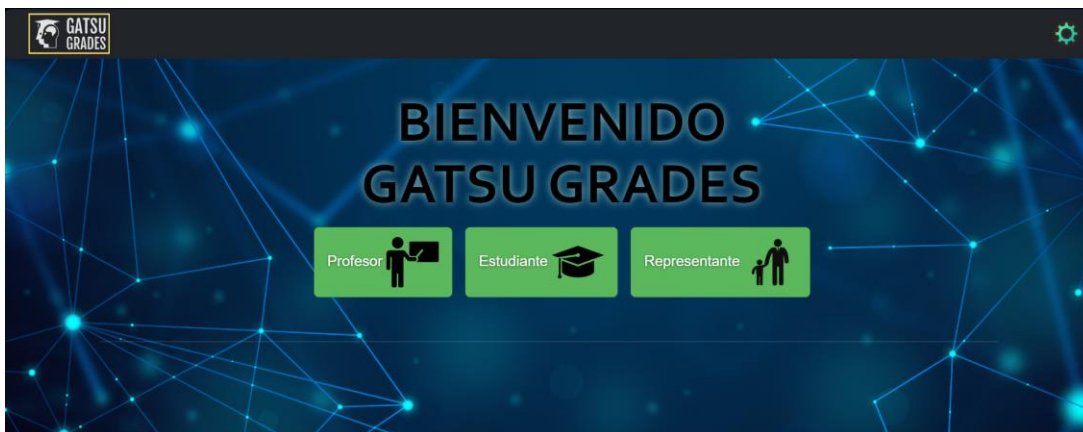 GATSU
GRADES
BIENVENIDO
GATSU GRADES
Profesor
Estudiante
Representante